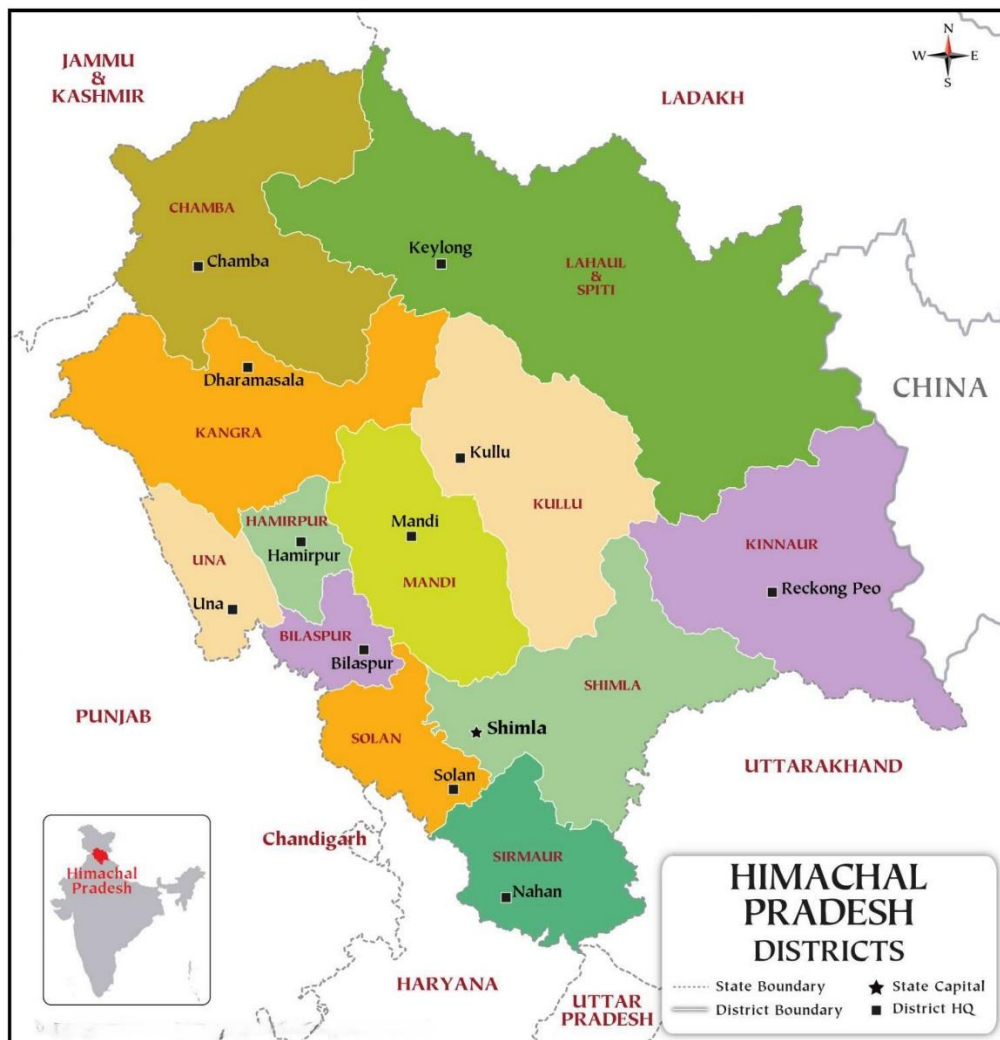 JAMMU
&
KASHMIR
N
W E
S
LADAKH
CHAMBA
Chamba
Keylong
LAHAUL
&
SPITI
Dharamasala
CHINA
KANGRA
Kullu
KULLU
HAMIRPUR
Hamirpur
Mandi
MANDI
UNA
Una
KINNAUR
Reckong Peo
BILASPUR
Bilaspur
SHIMLA
PUNJAB
SOLAN
Shimla
Solan
UTTARAKHAND
Chandigarh
SIRMAUR
Nahan
Himachal
Pradesh
HARYANA
UTTAR
PRADESH
HIMACHAL
PRADESH
DISTRICTS
State Boundary
State Capital
District Boundary
District HQ